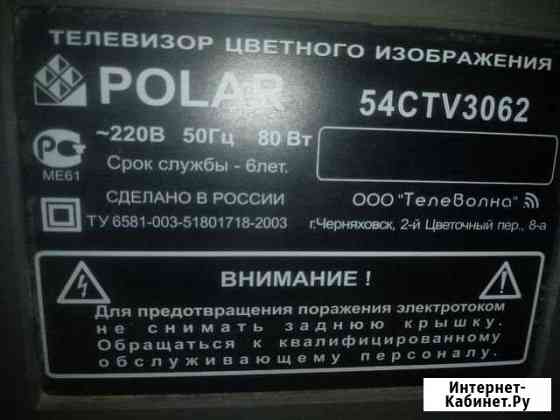 ТЕЛЕВИЗОР ЦВЕТНОГО ИЗОБРАЖЕНИЯ
POLAR
54CTV3062
~220В 50Гц 80 Вт
Срок службы - 6лет.
МЕ61
СДЕЛАНО В РОССИИ
ТУ 6581-003-51801718-2003
ООО "ТелеВолна"
г.Черняховск, 2-й Цветочный пер., 8-а
ВНИМАНИЕ !
Для предотвращения поражения электротоком
не снимать заднюю крышку.
Обращаться к квалифицированному
обслуживающему персоналу.
Интернет-
Кабинет.Ру